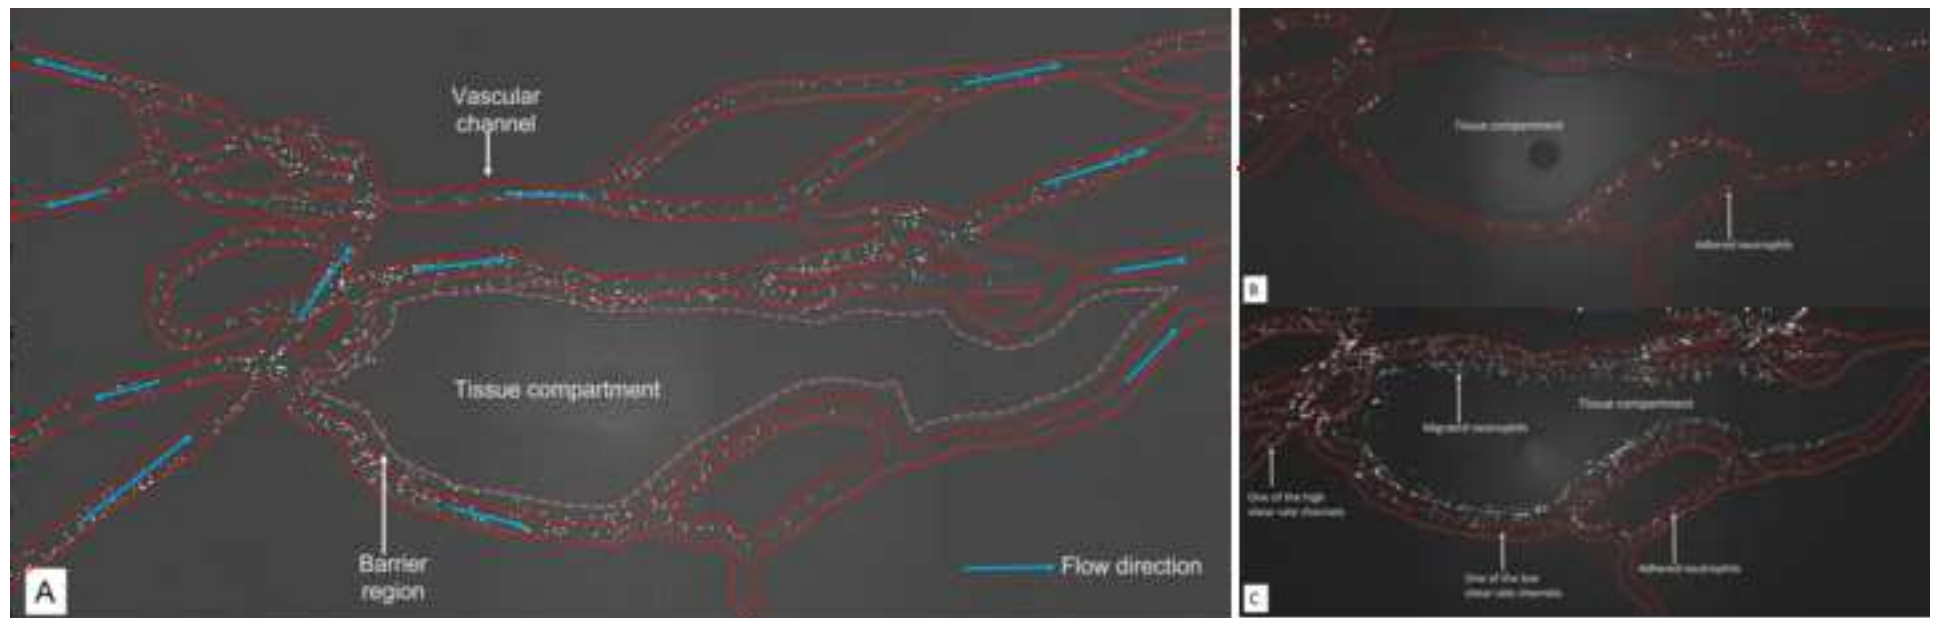 Vascular
channel
Tissue compartment
Barrier
region
Flow direction
A
Tissue compartment
Adhered neutrophils
B
Tissue compartment
Migrated neutrophils
One of the high
shear rate channels
One of the low
shear rate channels
Adhered neutrophils
C